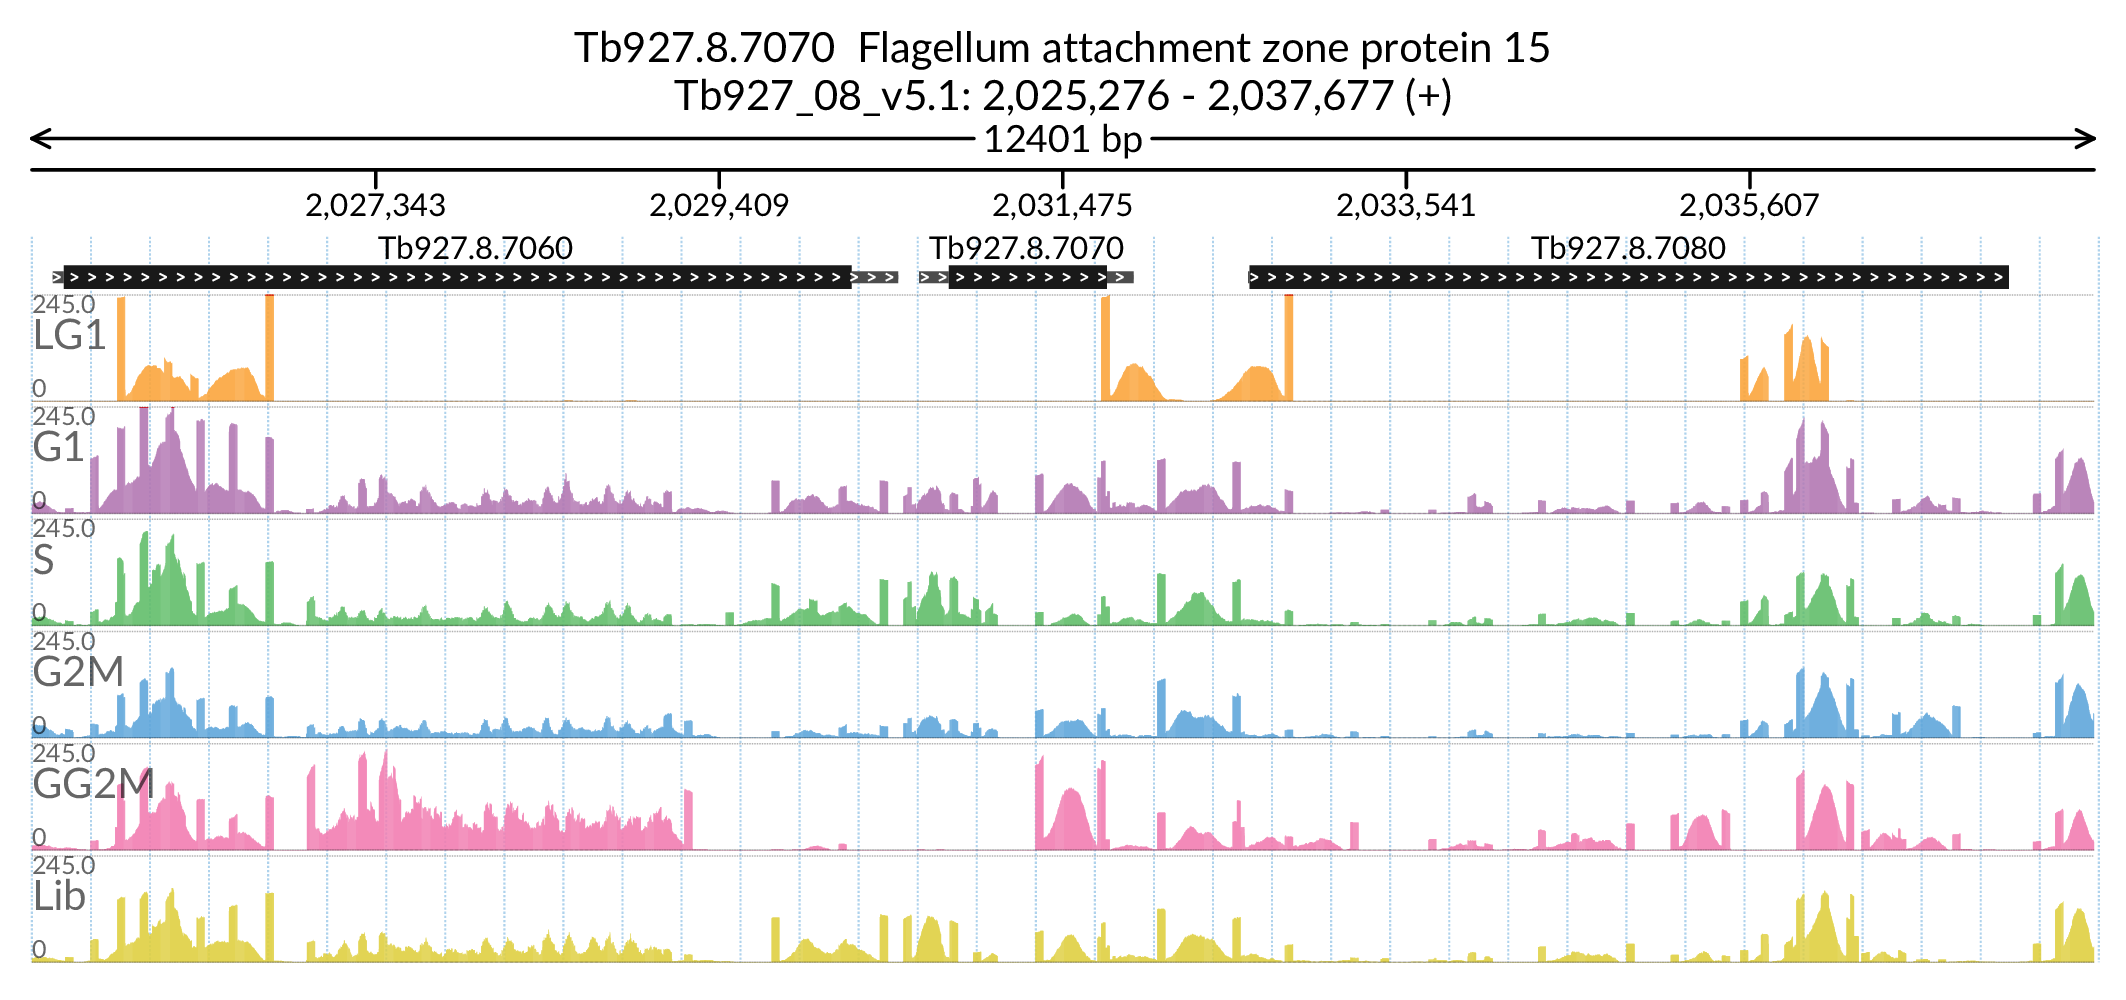 Tb927.8.7070  Flagellum attachment zone protein 15
Tb927_08_v5.1: 2,025,276 - 2,037,677 (+)
12401 bp
2,027,343 2,029,409 2,031,475 2,033,541 2,035,607
Tb927.8.7060 Tb927.8.7070 Tb927.8.7080
245.0
LG1
0
245.0
G1
0
245.0
S
0
245.0
G2M
0
245.0
GG2M
0
245.0
Lib
0